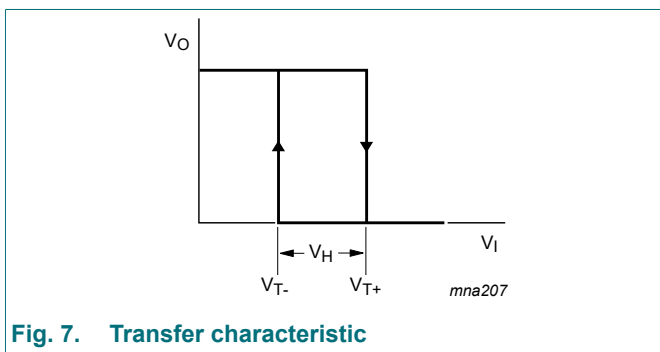 VO
VH
VI
VT-
VT+
mna207
Fig. 7. Transfer characteristic